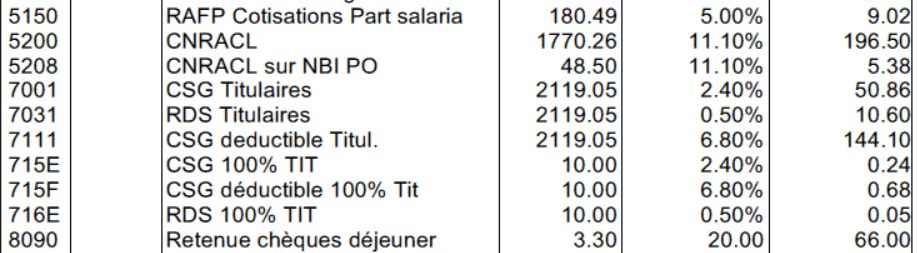 5150 RAFP Cotisations Part salaria 180.49 5.00% 9.02
5200 CNRACL 1770.26 11.10% 196.50
5208 CNRACL sur NBI PO 48.50 11.10% 5.38
7001 CSG Titulaires 2119.05 2.40% 50.86
7031 RDS Titulaires 2119.05 0.50% 10.60
7111 CSG deductible Titul. 2119.05 6.80% 144.10
715E CSG 100% TIT 10.00 2.40% 0.24
715F CSG déductible 100% Tit 10.00 6.80% 0.68
716E RDS 100% TIT 10.00 0.50% 0.05
8090 Retenue chèques déjeuner 3.30 20.00 66.00